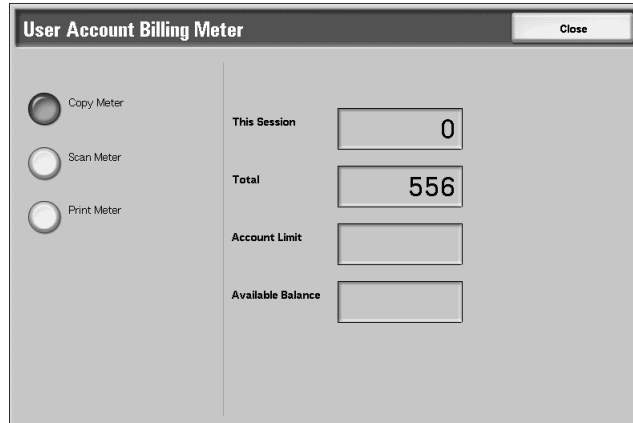 User Account Billing Meter
Close
Copy Meter
Scan Meter
Print Meter
This Session
0
Total
556
Account Limit
Available Balance